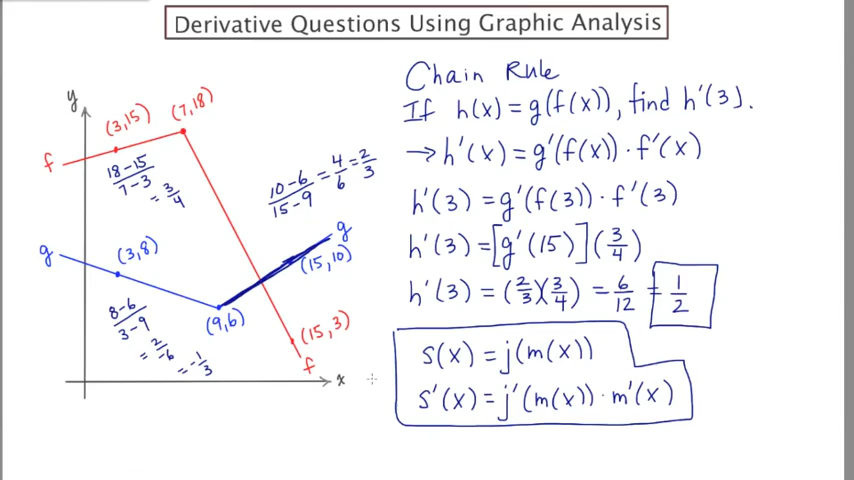 Derivative Questions Using Graphic Analysis
Chain Rule
If h(x) = g(f(x)), find h'(3).
→ h'(x) = g'(f(x)) · f'(x)
h'(3) = g'(f(3)) · f'(3)
h'(3) = [g'(15)](3/4)
h'(3) = (2/3)(3/4) = 6/12 = 1/2
s(x) = j(m(x))
s'(x) = j'(m(x)) · m'(x)
y
(3,15)
(7,18)
f
18-15/7-3 = 3/4
10-6/15-9 = 4/6 = 2/3
g
g
(3,8)
(15,10)
8-6/3-9 = 2/-6 = -1/3
(9,6)
(15,3)
f
x